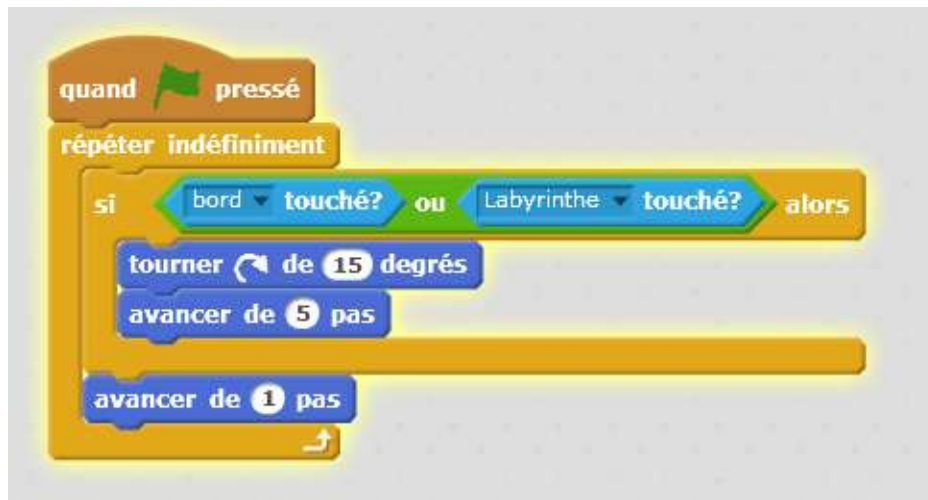 quand pressé
répéter indéfiniment
si bord touché? ou Labyrinthe touché? alors
tourner de 15 degrés
avancer de 5 pas
avancer de 1 pas